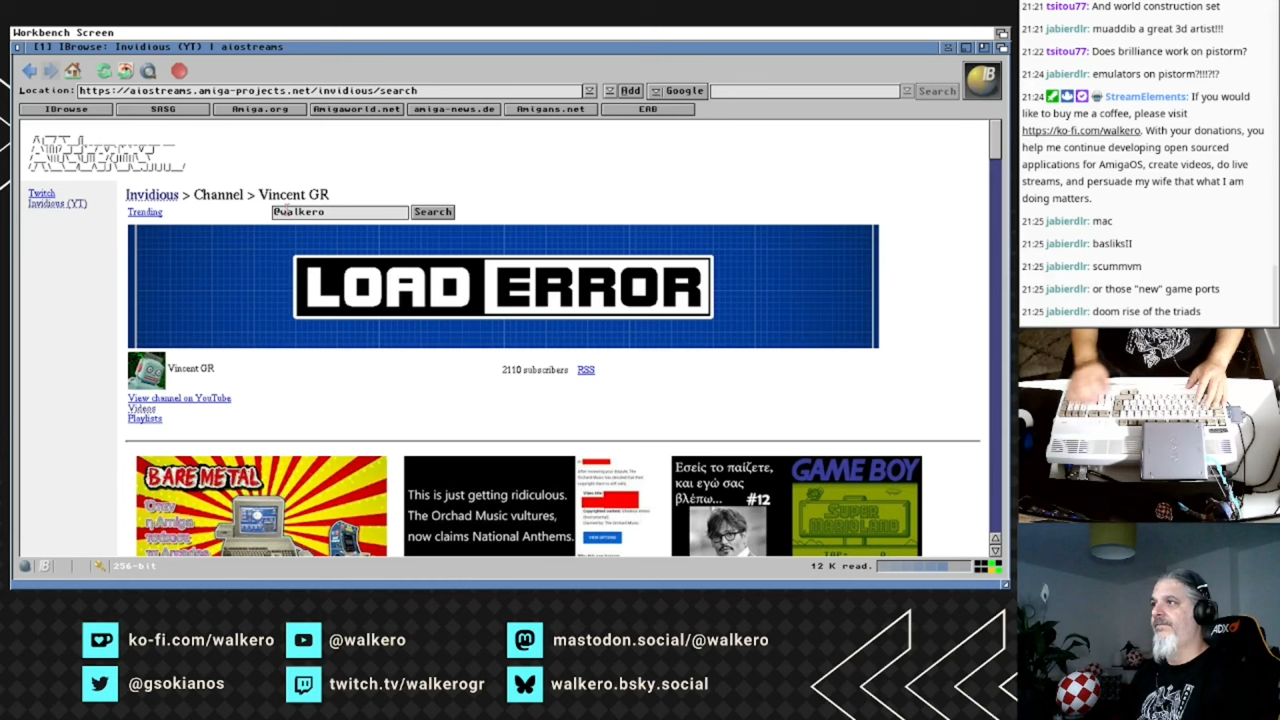 Workbench Screen
[1] IBrowse: Invidious (YT) | aiostreams
Location: https://aiostreams.amiga-projects.net/invidious/search
Add
Google
Search
IBrowse
SASG
Amiga.org
Amigaworld.net
amiga-news.de
Amigans.net
EAB
Twitch
Invidious (YT)
Invidious > Channel > Vincent GR
Trending
@walkero
Search
LOAD ERROR
Vincent GR
2110 subscribers RSS
View channel on YouTube
Videos
Playlists
BARE METAL
This is just getting ridiculous.
The Orchad Music vultures,
now claims National Anthems.
Εσείς το παίζετε,
και εγώ σας
βλέπω...
#12
GAME BOY
SUPER
MARIOLAND
256-bit
12 K read.
21:21 tsitou77: And world construction set
21:21 jabierdlr: muaddib a great 3d artist!!!
21:22 tsitou77: Does brilliance work on pistorm?
21:24 jabierdlr: emulators on pistorm?!!!?!?
21:24 StreamElements: If you would
like to buy me a coffee, please visit
https://ko-fi.com/walkero. With your donations, you
help me continue developing open sourced
applications for AmigaOS, create videos, do live
streams, and persuade my wife that what I am
doing matters.
21:25 jabierdlr: mac
21:25 jabierdlr: basliksII
21:25 jabierdlr: scummvm
21:25 jabierdlr: or those "new" game ports
21:25 jabierdlr: doom rise of the triads
ADX
ko-fi.com/walkero
@walkero
mastodon.social/@walkero
@gsokianos
twitch.tv/walkerogr
walkero.bsky.social